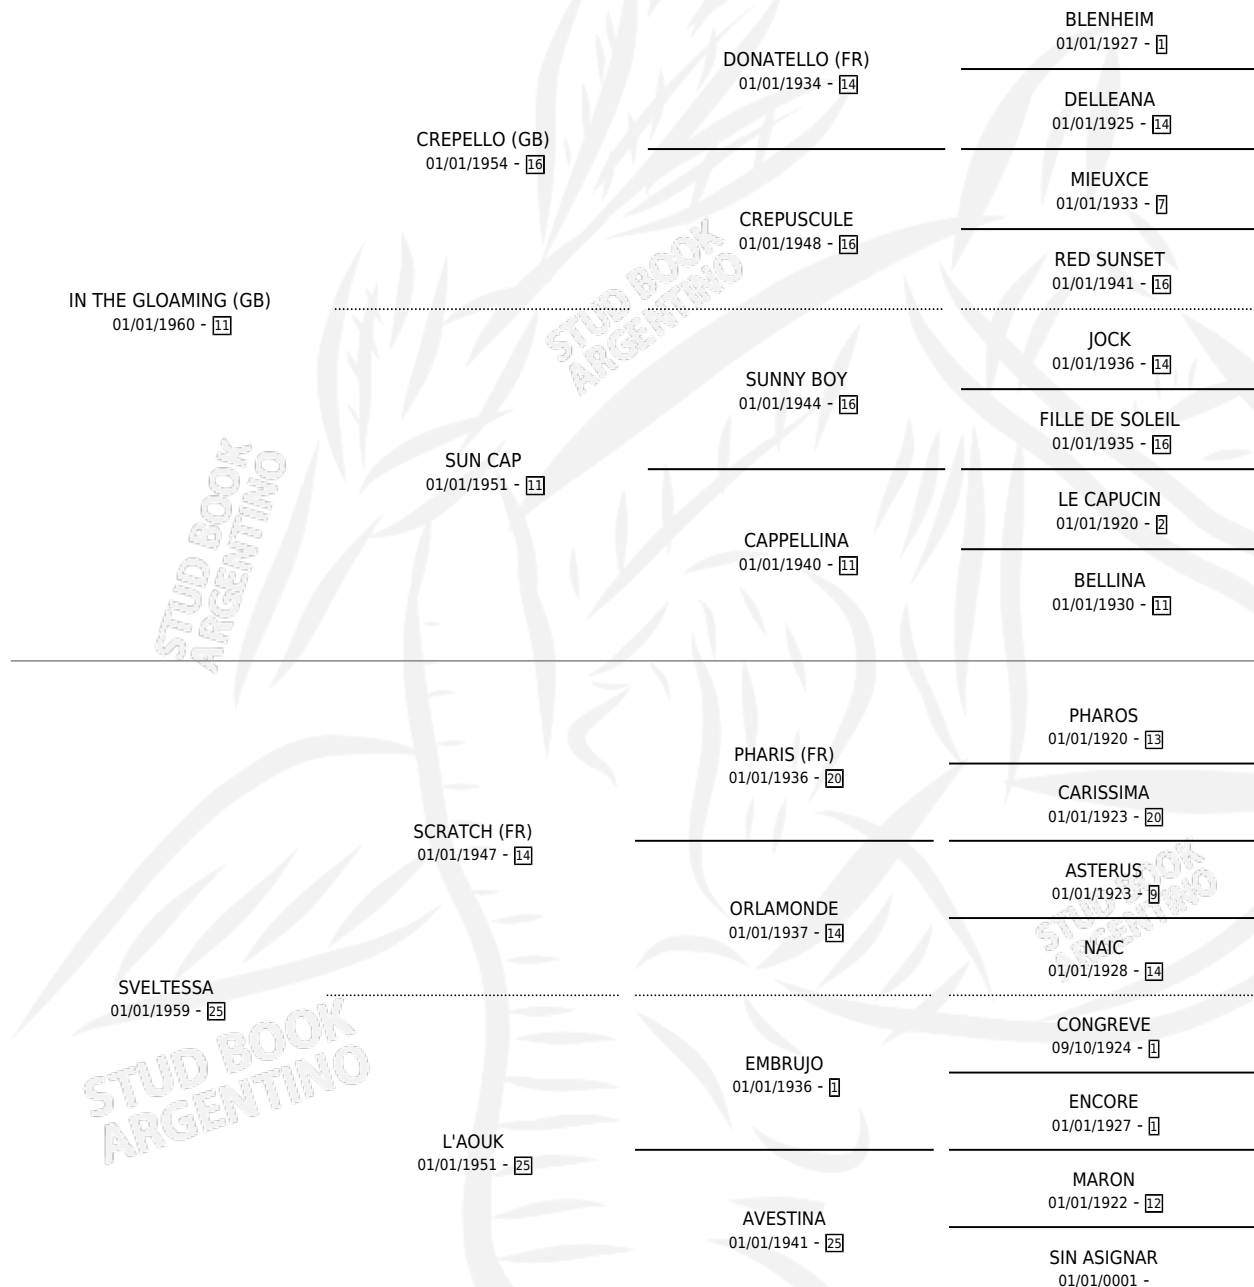 BLENHEIM
01/01/1927 - 1
DONATELLO (FR)
01/01/1934 - 14
DELLEANA
01/01/1925 - 14
CREPELLO (GB)
01/01/1954 - 16
MIEUXCE
01/01/1933 - 7
CREPUSCULE
01/01/1948 - 16
RED SUNSET
01/01/1941 - 16
IN THE GLOAMING (GB)
01/01/1960 - 11
JOCK
01/01/1936 - 14
SUNNY BOY
01/01/1944 - 16
FILLE DE SOLEIL
01/01/1935 - 16
SUN CAP
01/01/1951 - 11
LE CAPUCIN
01/01/1920 - 2
CAPPELLINA
01/01/1940 - 11
BELLINA
01/01/1930 - 11
PHAROS
01/01/1920 - 13
PHARIS (FR)
01/01/1936 - 20
CARISSIMA
01/01/1923 - 20
SCRATCH (FR)
01/01/1947 - 14
ASTERUS
01/01/1923 - 9
ORLAMONDE
01/01/1937 - 14
NAIC
01/01/1928 - 14
SVELTESSA
01/01/1959 - 25
CONGREVE
09/10/1924 - 1
EMBRUJO
01/01/1936 - 1
ENCORE
01/01/1927 - 1
L'AOUK
01/01/1951 - 25
MARON
01/01/1922 - 12
AVESTINA
01/01/1941 - 25
SIN ASIGNAR
01/01/0001 -
STUD BOOK
ARGENTINO
STUD BOOK
ARGENTINO
STUD BOOK
ARGENTINO
STUD BOOK
ARGENTINO